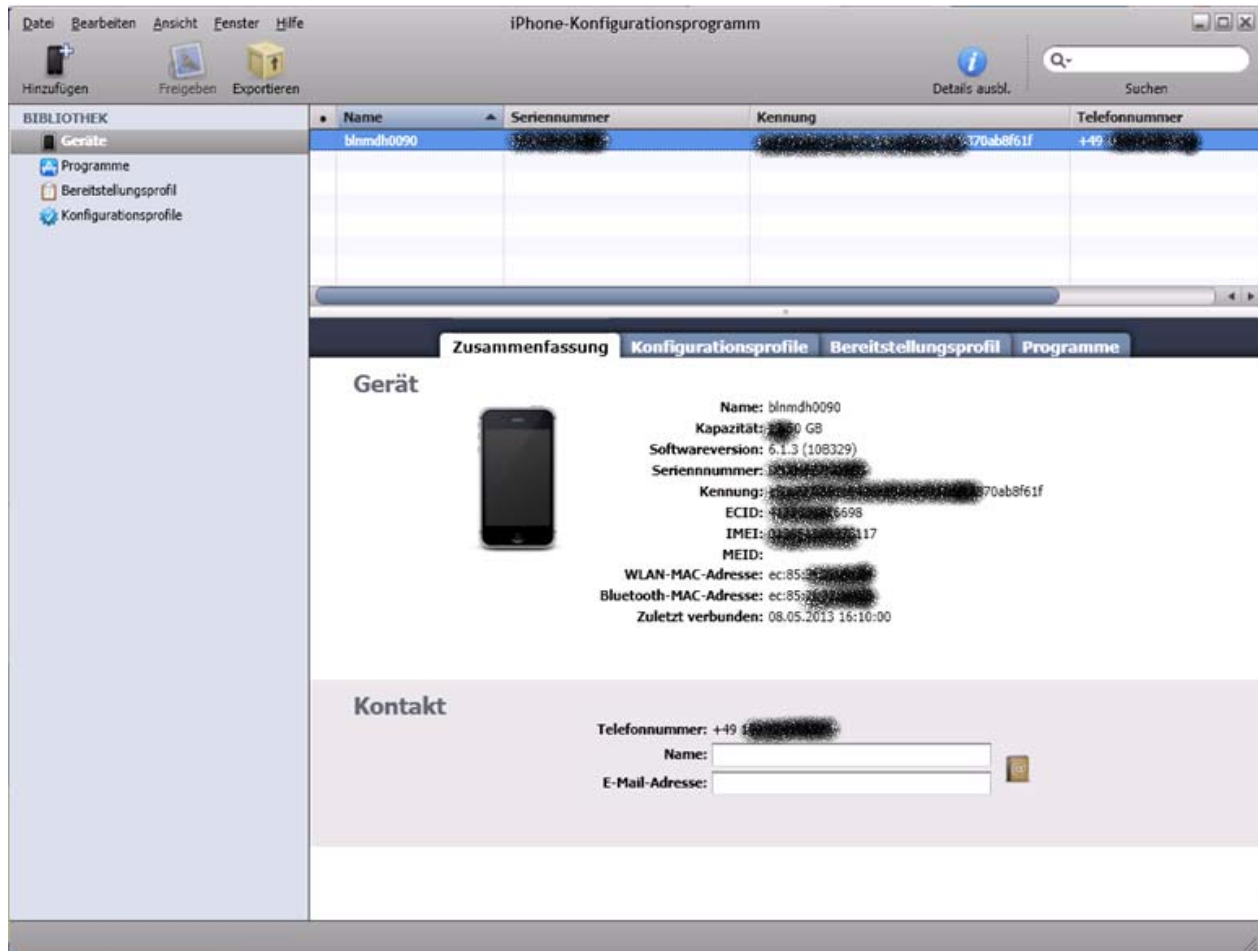 Datei Bearbeiten Ansicht Fenster Hilfe
iPhone-Konfigurationsprogramm
Hinzufügen Freigeben Exportieren
Details ausbl.
Suchen
BIBLIOTHEK
Geräte
Programme
Bereitstellungsprofil
Konfigurationsprofile
Name Seriennummer Kennung Telefonnummer
blnmdh0090 370ab8f61f +49
Zusammenfassung Konfigurationsprofile Bereitstellungsprofil Programme
Gerät
Name: blnmdh0090
Kapazität: GB
Softwareversion: 6.1.3 (10B329)
Seriennnummer:
Kennung: 370ab8f61f
ECID: 6698
IMEI: 117
MEID:
WLAN-MAC-Adresse: ec:85:
Bluetooth-MAC-Adresse: ec:85:
Zuletzt verbunden: 08.05.2013 16:10:00
Kontakt
Telefonnummer: +49
Name:
E-Mail-Adresse: